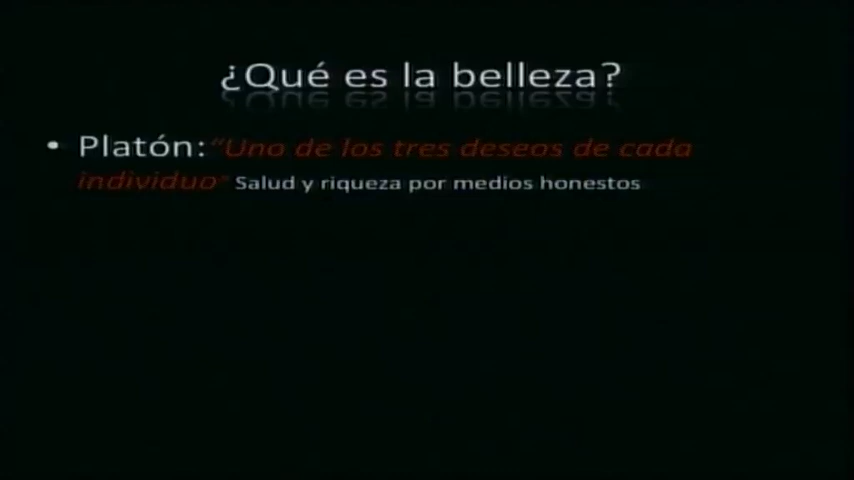 ¿Qué es la belleza?
• Platón: "Uno de los tres deseos de cada
individuo" Salud y riqueza por medios honestos